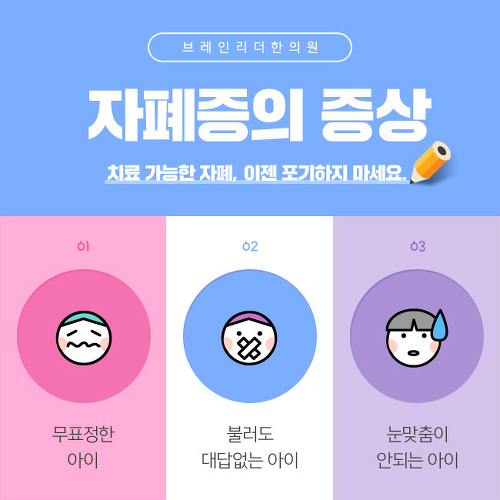 브레인리더한의원
자폐증의 증상
치료 가능한 자폐, 이젠 포기하지 마세요.
01
무표정한
아이
02
불러도
대답없는 아이
03
눈맞춤이
안되는 아이